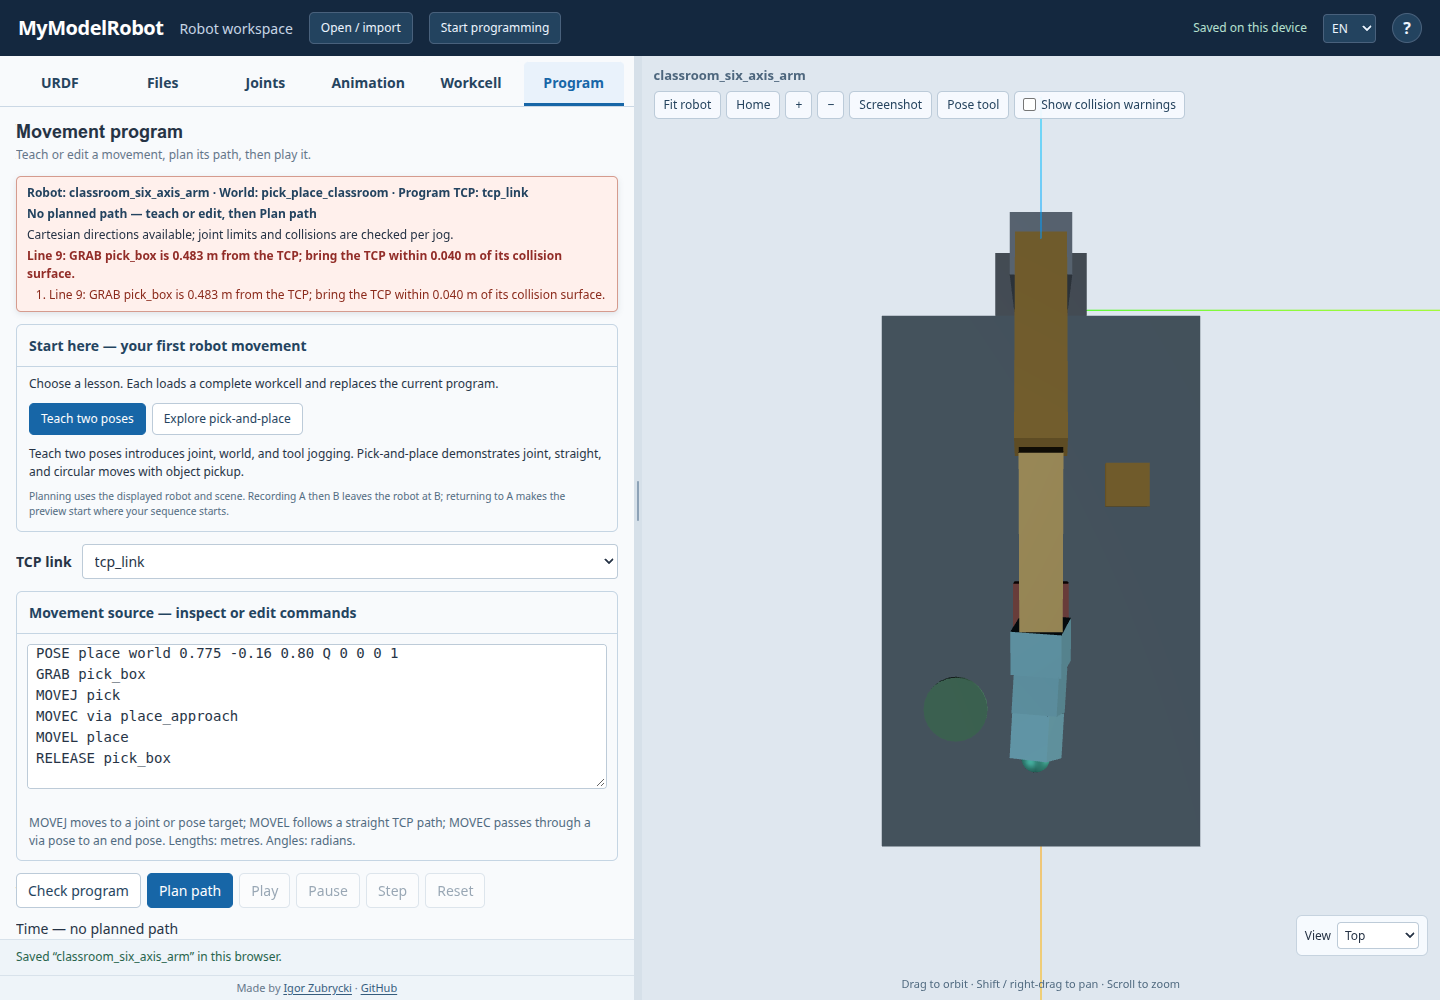 MyModelRobot Robot workspace Open / import Start programming Saved on this device EN ?
URDF Files Joints Animation Workcell Program
Movement program
Teach or edit a movement, plan its path, then play it.
Robot: classroom_six_axis_arm · World: pick_place_classroom · Program TCP: tcp_link
No planned path — teach or edit, then Plan path
Cartesian directions available; joint limits and collisions are checked per jog.
Line 9: GRAB pick_box is 0.483 m from the TCP; bring the TCP within 0.040 m of its collision
surface.
1. Line 9: GRAB pick_box is 0.483 m from the TCP; bring the TCP within 0.040 m of its collision surface.
Start here — your first robot movement
Choose a lesson. Each loads a complete workcell and replaces the current program.
Teach two poses Explore pick-and-place
Teach two poses introduces joint, world, and tool jogging. Pick-and-place demonstrates joint, straight,
and circular moves with object pickup.
Planning uses the displayed robot and scene. Recording A then B leaves the robot at B; returning to A makes the
preview start where your sequence starts.
TCP link tcp_link
Movement source — inspect or edit commands
POSE place world 0.775 -0.16 0.80 Q 0 0 0 1
GRAB pick_box
MOVEJ pick
MOVEC via place_approach
MOVEL place
RELEASE pick_box
MOVEJ moves to a joint or pose target; MOVEL follows a straight TCP path; MOVEC passes through a
via pose to an end pose. Lengths: metres. Angles: radians.
Check program Plan path Play Pause Step Reset
Time — no planned path
Saved “classroom_six_axis_arm” in this browser.
Made by Igor Zubrycki · GitHub
classroom_six_axis_arm
Fit robot Home + − Screenshot Pose tool Show collision warnings
View Top
Drag to orbit · Shift / right-drag to pan · Scroll to zoom